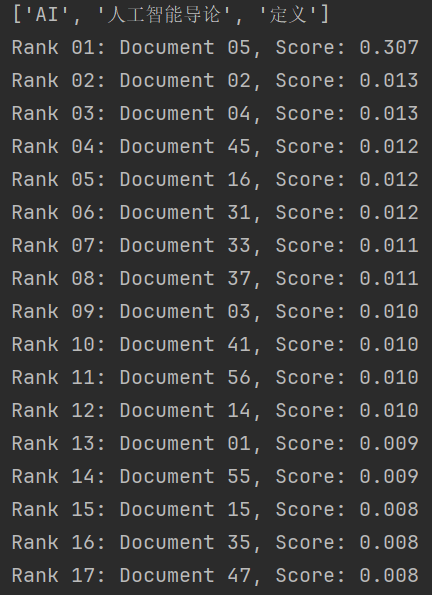 ['AI', '人工智能导论', '定义']
Rank 01: Document 05, Score: 0.307
Rank 02: Document 02, Score: 0.013
Rank 03: Document 04, Score: 0.013
Rank 04: Document 45, Score: 0.012
Rank 05: Document 16, Score: 0.012
Rank 06: Document 31, Score: 0.012
Rank 07: Document 33, Score: 0.011
Rank 08: Document 37, Score: 0.011
Rank 09: Document 03, Score: 0.010
Rank 10: Document 41, Score: 0.010
Rank 11: Document 56, Score: 0.010
Rank 12: Document 14, Score: 0.010
Rank 13: Document 01, Score: 0.009
Rank 14: Document 55, Score: 0.009
Rank 15: Document 15, Score: 0.008
Rank 16: Document 35, Score: 0.008
Rank 17: Document 47, Score: 0.008